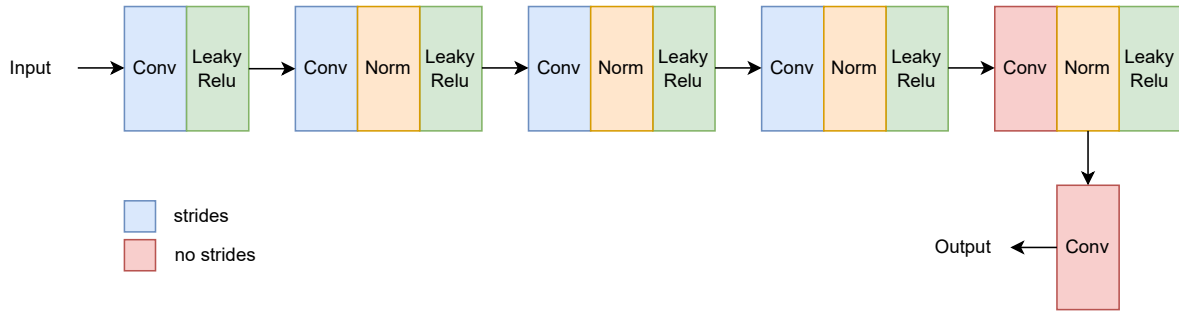 Input
Conv
Leaky
Relu
Conv
Norm
Leaky
Relu
Conv
Norm
Leaky
Relu
Conv
Norm
Leaky
Relu
Conv
Norm
Leaky
Relu
strides
no strides
Output
Conv